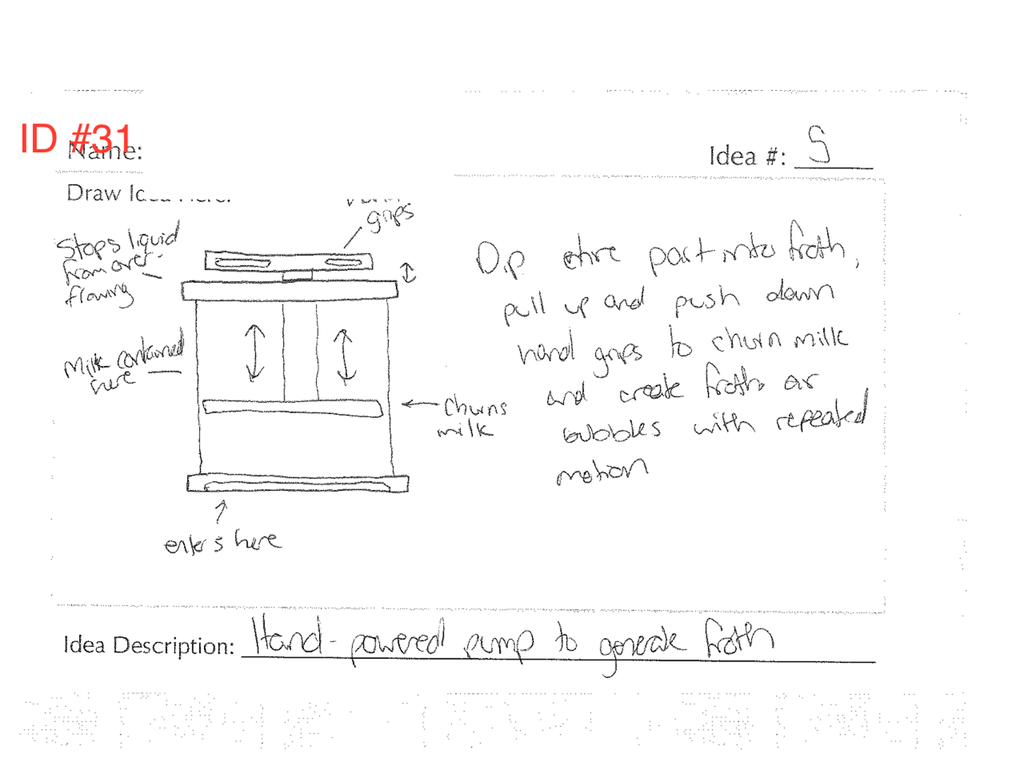 ID #31
Name:
Idea #: 5
Draw Idea Here:
grips
Stops liquid
from over-
flowing
Milk contained
here
Churns
milk
enters here
Dip entire part into froth,
pull up and push down
hand grips to churn milk
and create froth or
bubbles with repeated
motion
Idea Description: Hand-powered pump to generate froth